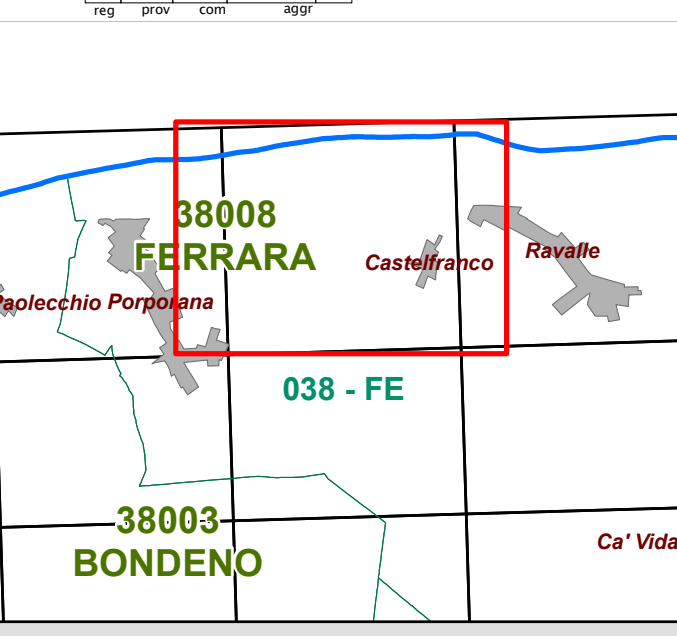 reg prov com aggr
38008
FERRARA
Castelfranco
Ravalle
Paolecchio Porporana
038 - FE
38003
BONDENO
Ca' Vida